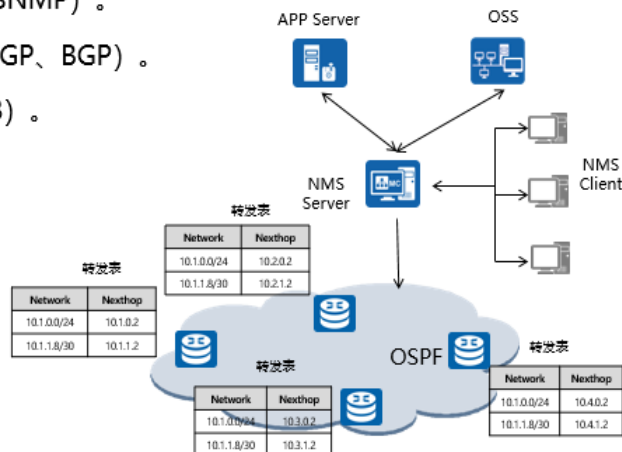 SNMP）。
GP、BGP）。
）。
APP Server
OSS
MC
NMS
Server
NMS
Client
转发表
Network Nexthop
10.1.0.0/24 10.2.0.2
10.1.1.8/30 10.2.1.2
转发表
Network Nexthop
10.1.0.0/24 10.1.0.2
10.1.1.8/30 10.1.1.2
OSPF
转发表
Network Nexthop
10.1.0.0/24 10.4.0.2
10.1.1.8/30 10.4.1.2
转发表
Network Nexthop
10.1.0.0/24 10.3.0.2
10.1.1.8/30 10.3.1.2